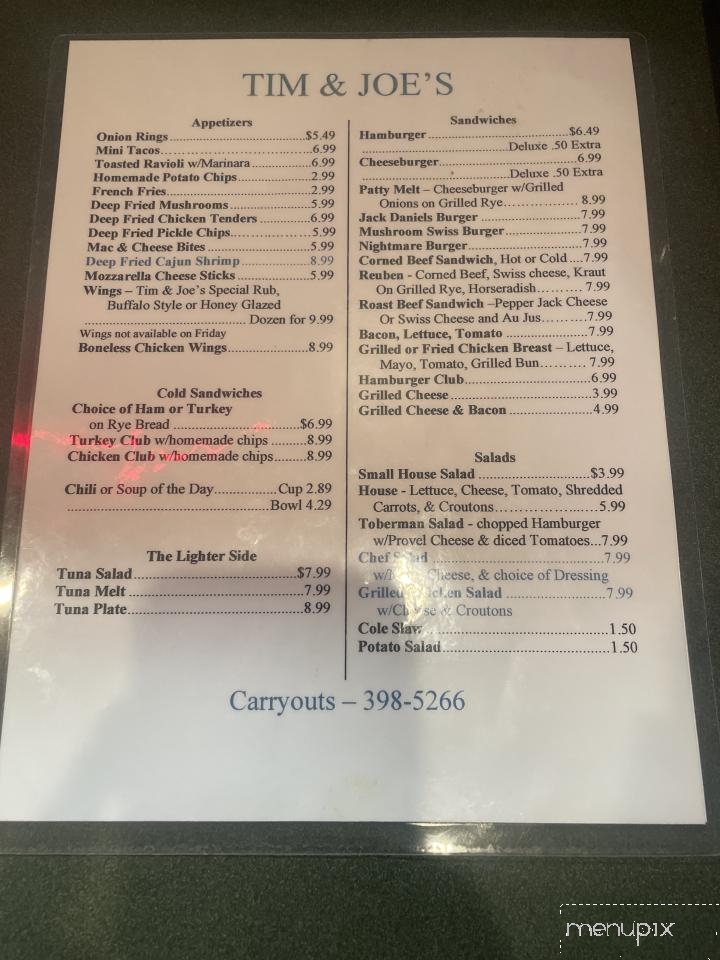 TIM & JOE'S
Appetizers
Onion Rings $5.49
Mini Tacos 6.99
Toasted Ravioli w/Marinara 6.99
Homemade Potato Chips 2.99
French Fries 2.99
Deep Fried Mushrooms 5.99
Deep Fried Chicken Tenders 6.99
Deep Fried Pickle Chips 5.99
Mac & Cheese Bites 5.99
Deep Fried Cajun Shrimp 8.99
Mozzarella Cheese Sticks 5.99
Wings – Tim & Joe's Special Rub,
Buffalo Style or Honey Glazed
Dozen for 9.99
Wings not available on Friday
Boneless Chicken Wings 8.99
Cold Sandwiches
Choice of Ham or Turkey
on Rye Bread $6.99
Turkey Club w/homemade chips 8.99
Chicken Club w/homemade chips 8.99
Chili or Soup of the Day Cup 2.89
Bowl 4.29
The Lighter Side
Tuna Salad $7.99
Tuna Melt 7.99
Tuna Plate 8.99
Sandwiches
Hamburger $6.49
Deluxe .50 Extra
Cheeseburger 6.99
Deluxe .50 Extra
Patty Melt – Cheeseburger w/Grilled
Onions on Grilled Rye 8.99
Jack Daniels Burger 7.99
Mushroom Swiss Burger 7.99
Nightmare Burger 7.99
Corned Beef Sandwich, Hot or Cold 7.99
Reuben - Corned Beef, Swiss cheese, Kraut
On Grilled Rye, Horseradish 7.99
Roast Beef Sandwich –Pepper Jack Cheese
Or Swiss Cheese and Au Jus 7.99
Bacon, Lettuce, Tomato 7.99
Grilled or Fried Chicken Breast – Lettuce,
Mayo, Tomato, Grilled Bun 7.99
Hamburger Club 6.99
Grilled Cheese 3.99
Grilled Cheese & Bacon 4.99
Salads
Small House Salad $3.99
House - Lettuce, Cheese, Tomato, Shredded
Carrots, & Croutons 5.99
Toberman Salad - chopped Hamburger
w/Provel Cheese & diced Tomatoes...7.99
Chef Salad 7.99
Cheese, & choice of Dressing
Grilled Chicken Salad 7.99
w/Cheese & Croutons
Cole Slaw 1.50
Potato Salad 1.50
Carryouts – 398-5266
menupix